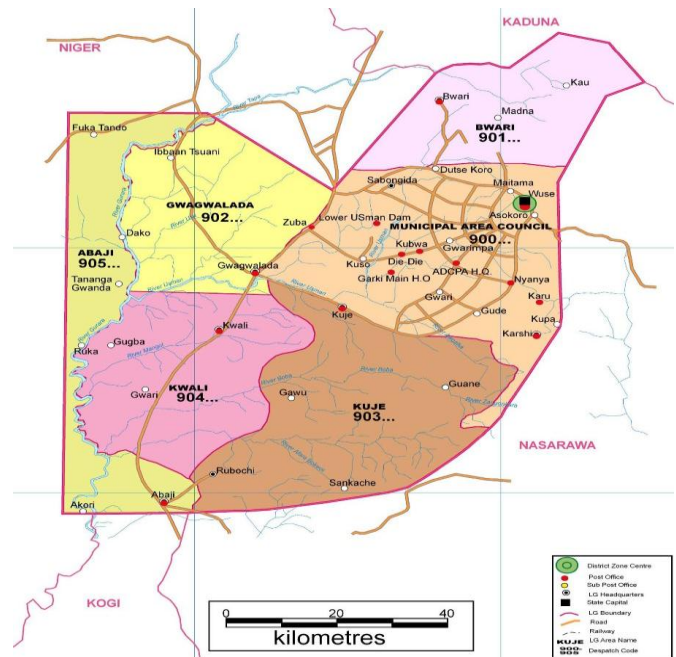 KADUNA
NIGER
Kau
Bwari
Madna
BWARI
901...
Fuka Tando
River Tapa
Ibbaan Tsuani
Dutse Koro
Sabongida
Maitama
Wuse
GWAGWALADA
902...
Zuba
Lower USman Dam
Asokoro
MUNICIPAL AREA COUNCIL
900...
Dako
Kubwa
Gwarimpa
ABAJI
905...
Kuso
Die-Die
ADCPA H.Q.
Gwagwalada
Garki Main H.O
Nyanya
Tananga
Gwanda
Gwari
Karu
Kuje
Gude
Kupa
Kwali
Karshi
Ruka
Gugba
KWALI
904...
Gwari
Guane
Gawu
KUJE
903...
NASARAWA
Rubochi
Sankache
Abaji
Akori
KOGI
0 20 40
kilometres
District Zone Centre
Post Office
Sub Post Office
LG Headquarters
State Capital
LG Boundary
Road
Railway
KUJE LG Area Name
900-905 Despatch Code